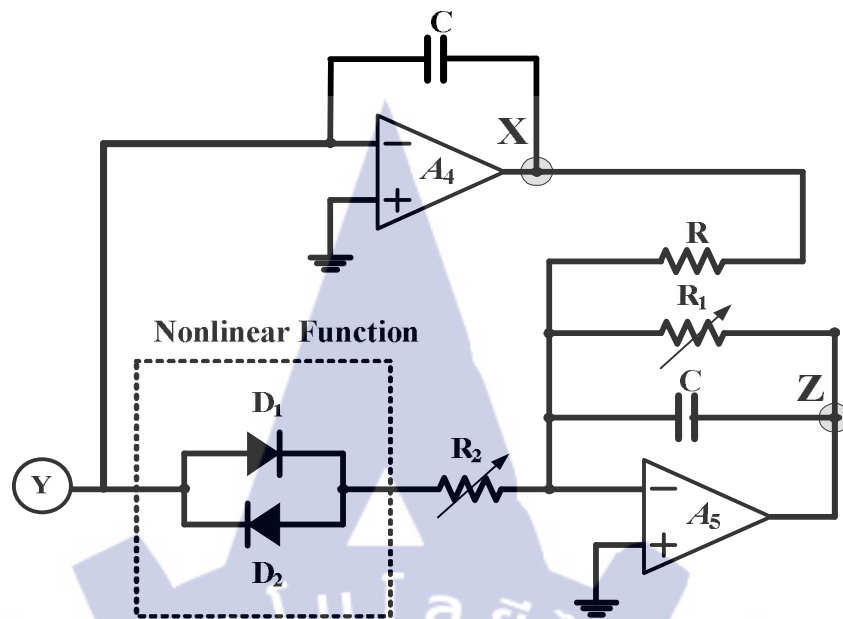 C
X
−
A4
+
R
R1
Nonlinear Function
C
Z
D1
R2
Y
−
A5
D2
+